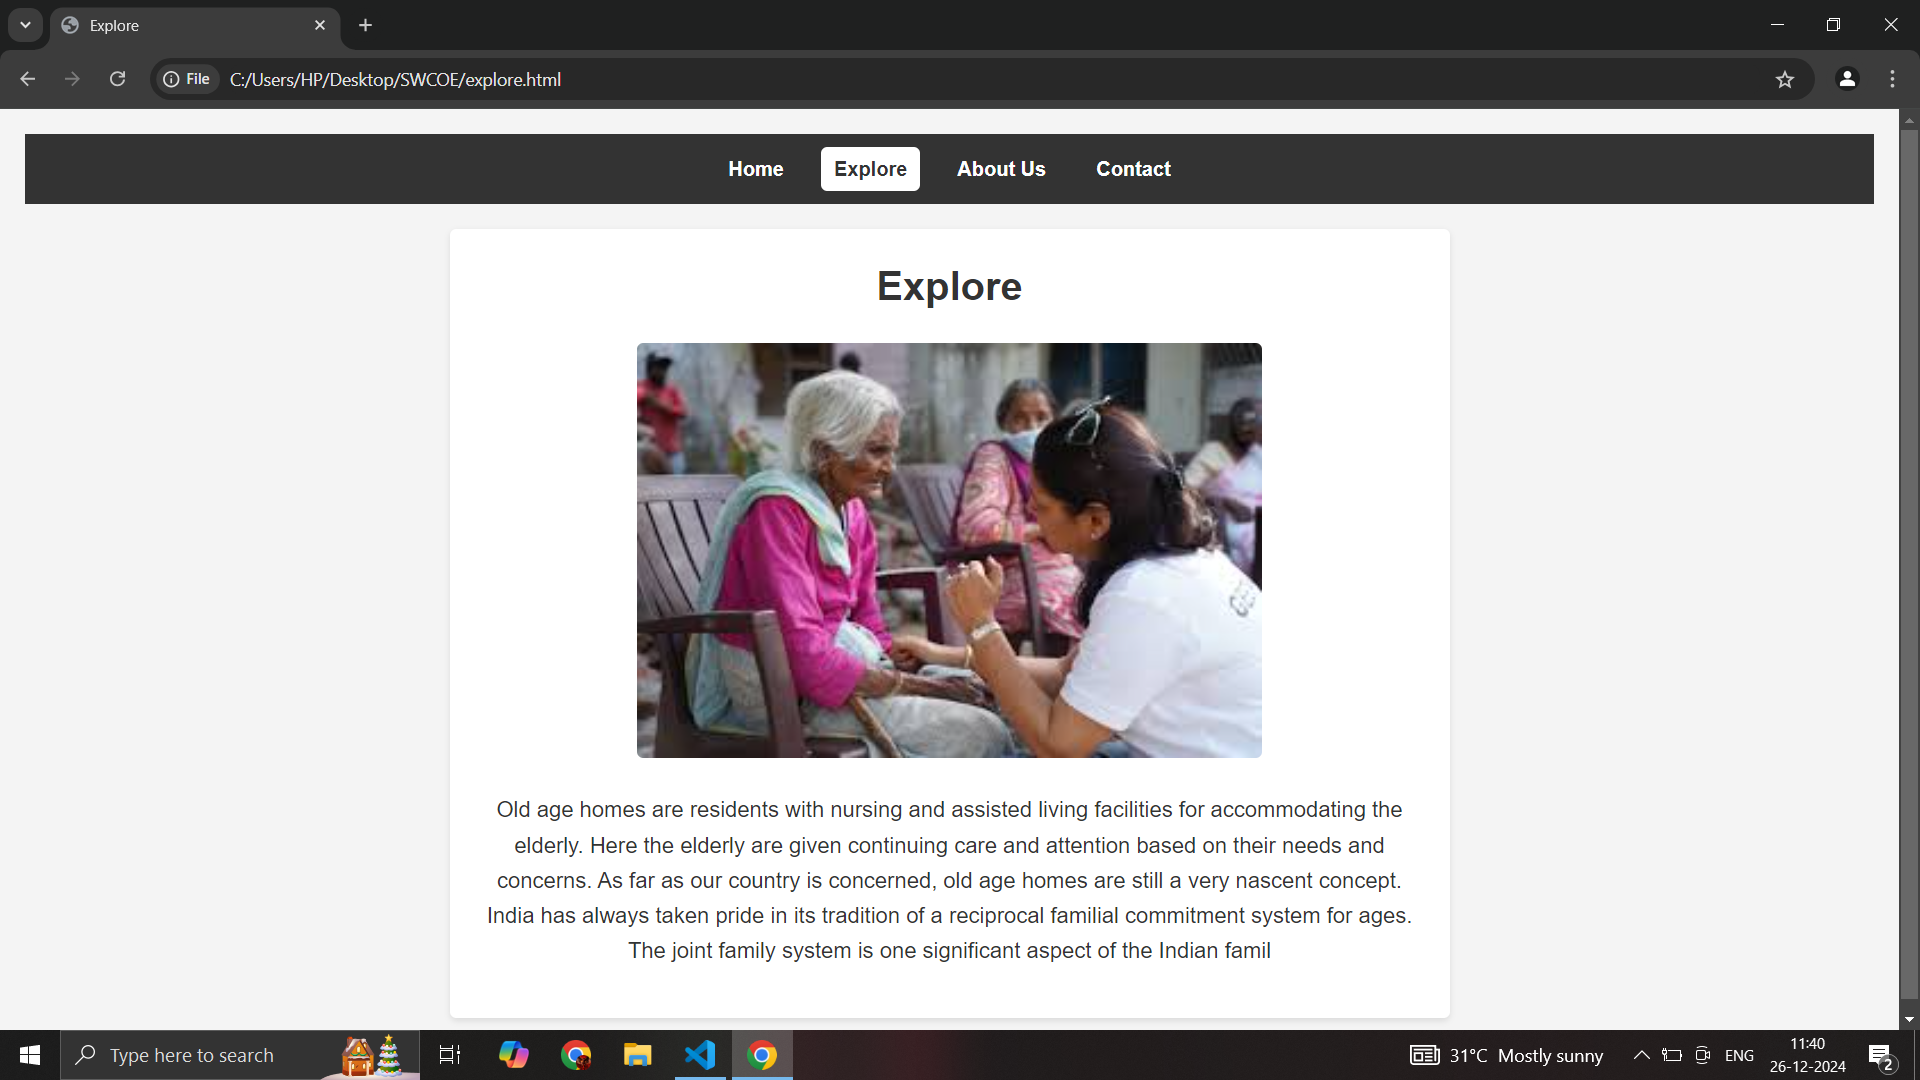 Explore
File
C:/Users/HP/Desktop/SWCOE/explore.html
Home
Explore
About Us
Contact
Explore
Old age homes are residents with nursing and assisted living facilities for accommodating the
elderly. Here the elderly are given continuing care and attention based on their needs and
concerns. As far as our country is concerned, old age homes are still a very nascent concept.
India has always taken pride in its tradition of a reciprocal familial commitment system for ages.
The joint family system is one significant aspect of the Indian famil
Type here to search
31°C Mostly sunny
ENG
11:40
26-12-2024
2